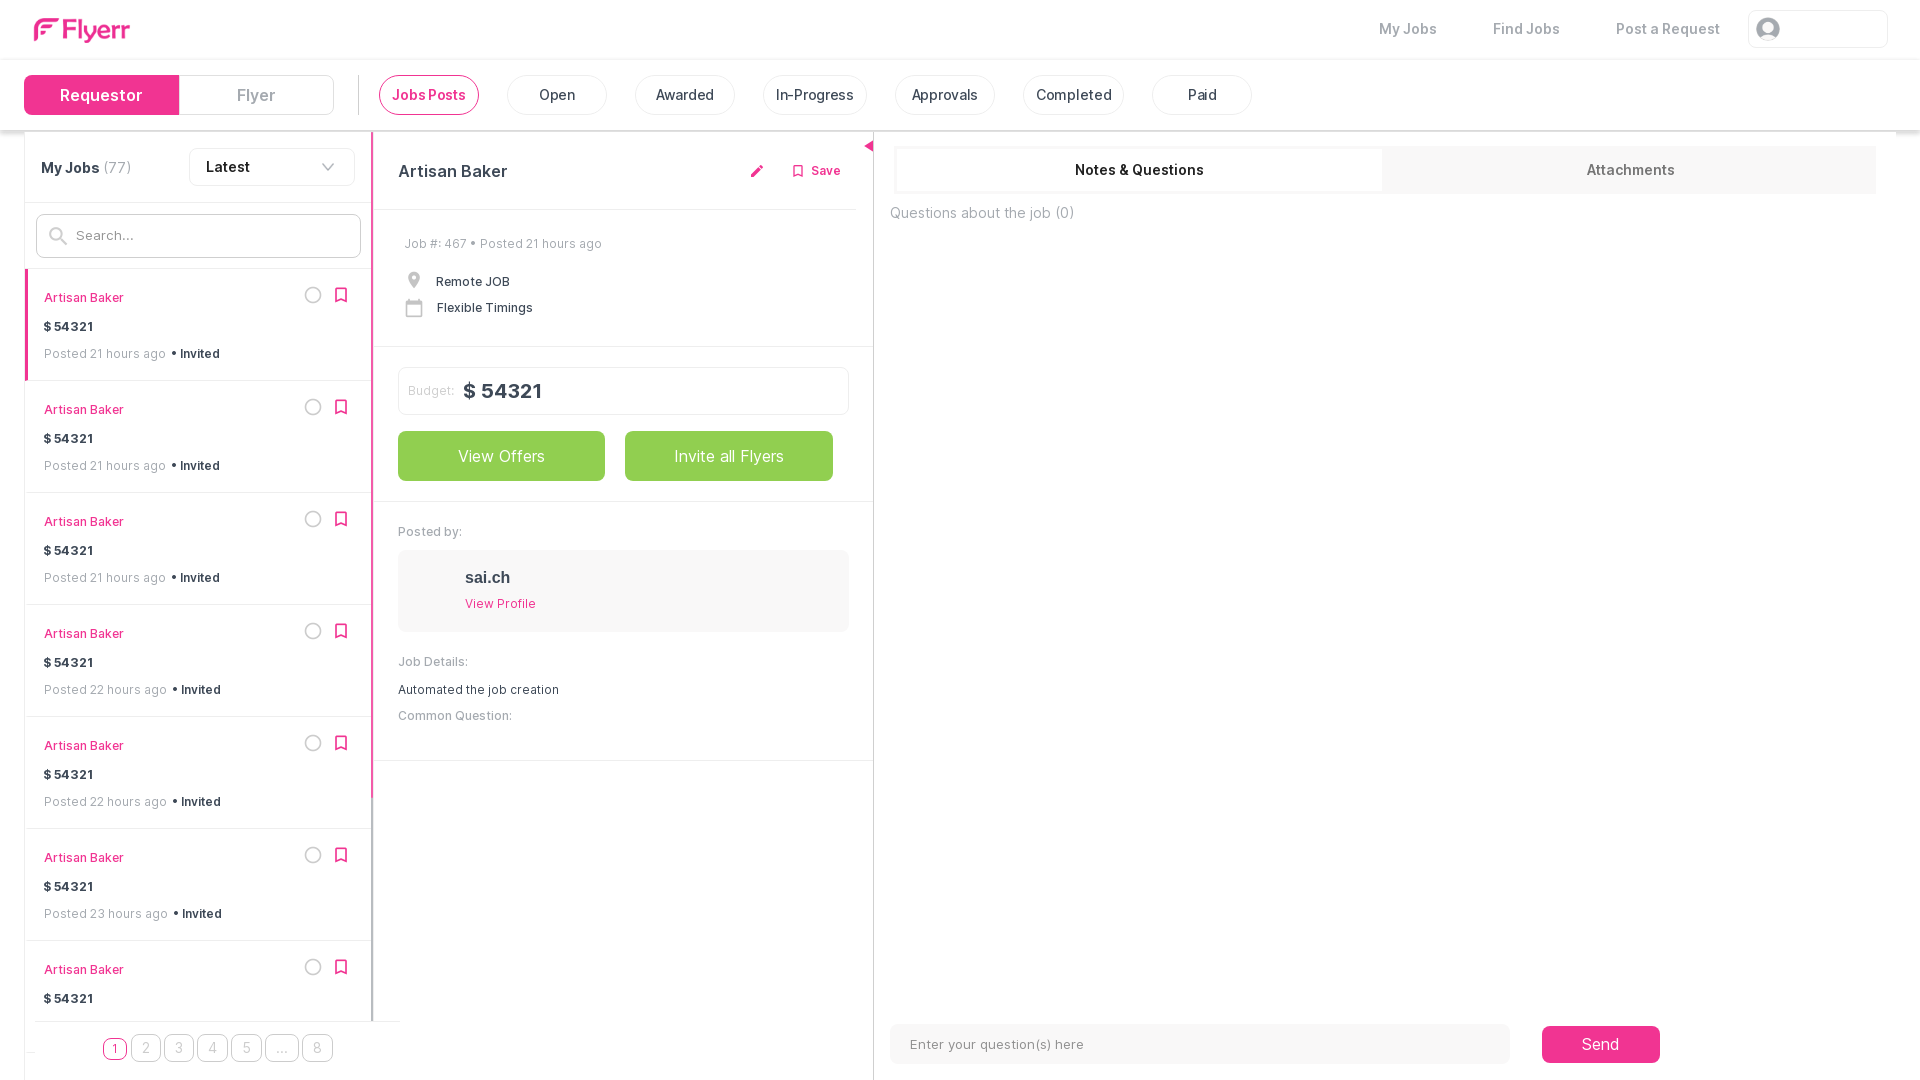 Flyerr
My Jobs
Find Jobs
Post a Request
Requestor
Flyer
Jobs Posts
Open
Awarded
In-Progress
Approvals
Completed
Paid
My Jobs (77)
Latest
Search...
Artisan Baker
$ 54321
Posted 21 hours ago • Invited
Artisan Baker
$ 54321
Posted 21 hours ago • Invited
Artisan Baker
$ 54321
Posted 21 hours ago • Invited
Artisan Baker
$ 54321
Posted 22 hours ago • Invited
Artisan Baker
$ 54321
Posted 22 hours ago • Invited
Artisan Baker
$ 54321
Posted 23 hours ago • Invited
Artisan Baker
$ 54321
1 2 3 4 5 ... 8
Artisan Baker
Save
Job #: 467 • Posted 21 hours ago
Remote JOB
Flexible Timings
Budget: $ 54321
View Offers
Invite all Flyers
Posted by:
sai.ch
View Profile
Job Details:
Automated the job creation
Common Question:
Notes & Questions
Attachments
Questions about the job (0)
Enter your question(s) here
Send